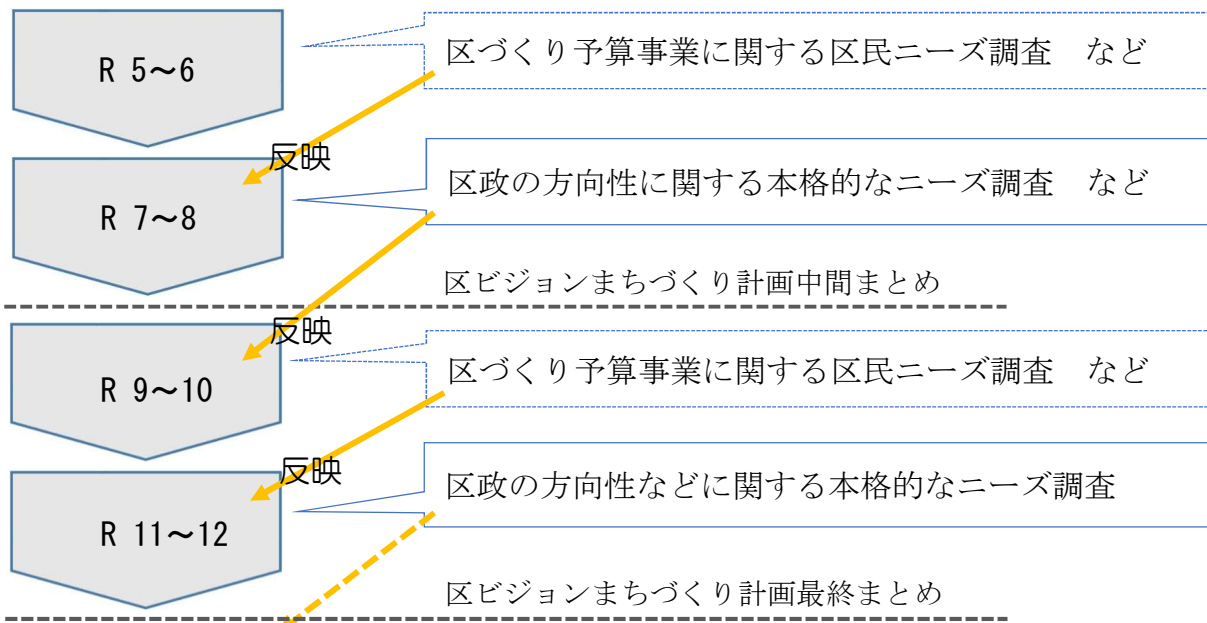 R 5～6
区づくり予算事業に関する区民ニーズ調査　など
反映
R 7～8
区政の方向性に関する本格的なニーズ調査　など
区ビジョンまちづくり計画中間まとめ
反映
R 9～10
区づくり予算事業に関する区民ニーズ調査　など
反映
R 11～12
区政の方向性などに関する本格的なニーズ調査
区ビジョンまちづくり計画最終まとめ